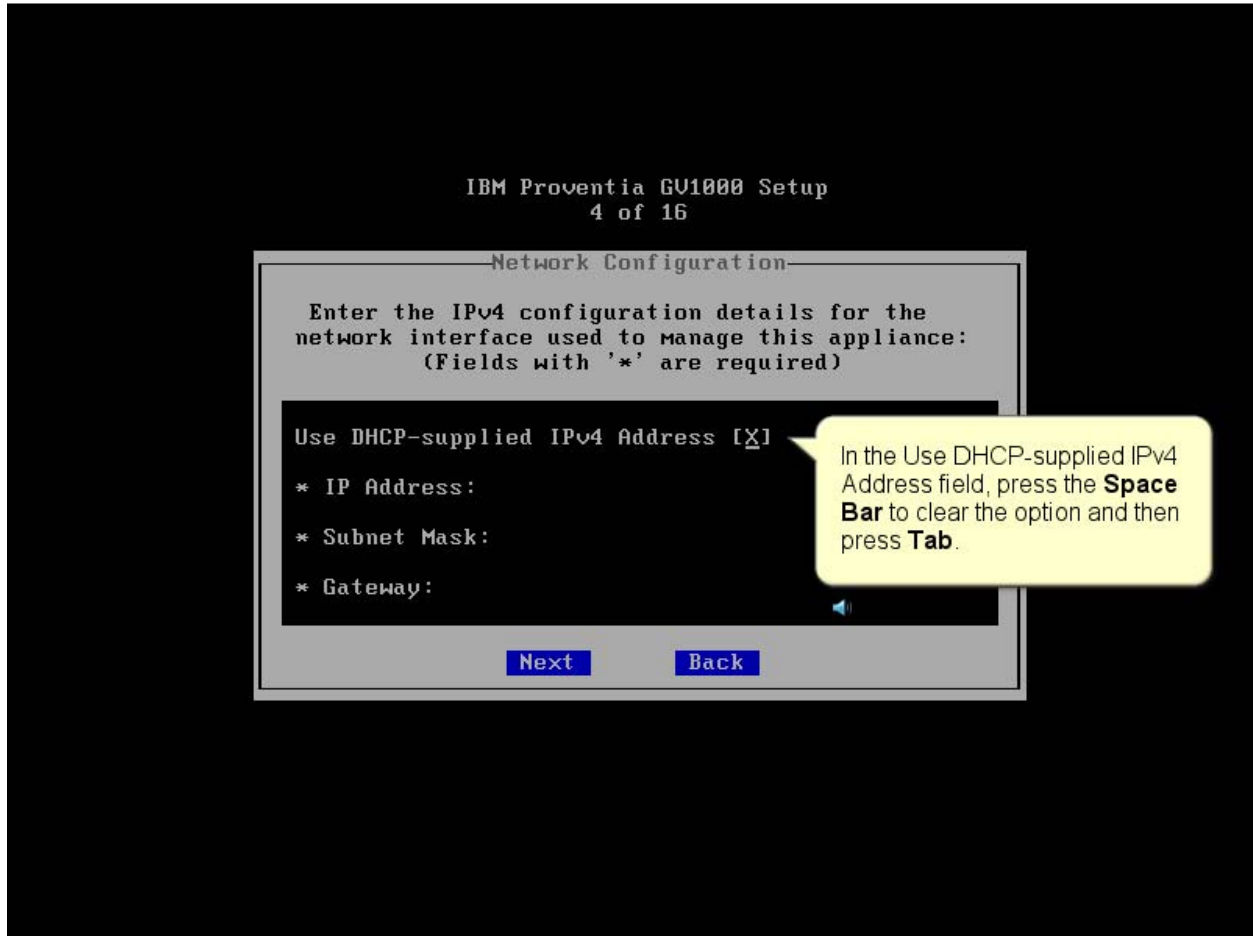 IBM Proventia GV1000 Setup
4 of 16
Network Configuration
Enter the IPv4 configuration details for the
network interface used to manage this appliance:
(Fields with '*' are required)
Use DHCP-supplied IPv4 Address [X]
* IP Address:
* Subnet Mask:
* Gateway:
In the Use DHCP-supplied IPv4
Address field, press the Space
Bar to clear the option and then
press Tab.
Next Back